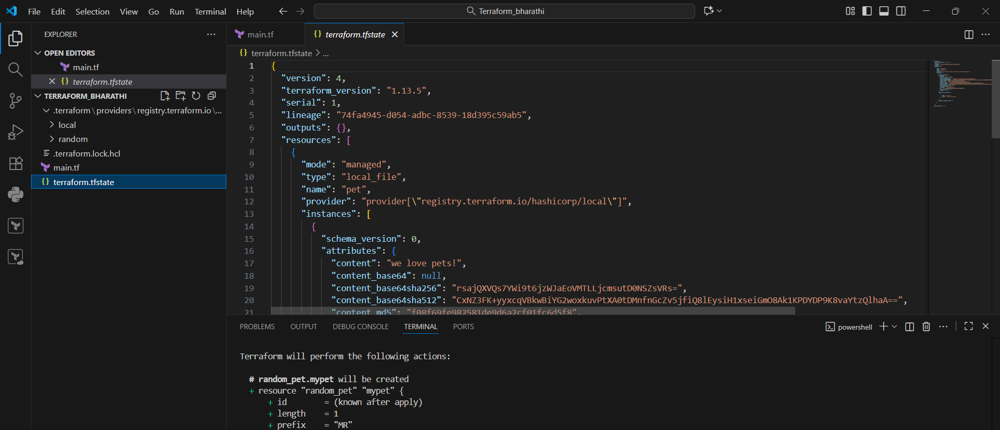 File Edit Selection View Go Run Terminal Help
Terraform_bharathi
EXPLORER
OPEN EDITORS
main.tf
terraform.tfstate
TERRAFORM_BHARATHI
.terraform\providers\registry.terraform.io\...
local
random
.terraform.lock.hcl
main.tf
terraform.tfstate
main.tf
terraform.tfstate
terraform.tfstate > ...
1 {
2 "version": 4,
3 "terraform_version": "1.13.5",
4 "serial": 1,
5 "lineage": "74fa4945-d054-adbc-8539-18d395c59ab5",
6 "outputs": {},
7 "resources": [
8 {
9 "mode": "managed",
10 "type": "local_file",
11 "name": "pet",
12 "provider": "provider[\"registry.terraform.io/hashicorp/local\"]",
13 "instances": [
14 {
15 "schema_version": 0,
16 "attributes": {
17 "content": "we love pets!",
18 "content_base64": null,
19 "content_base64sha256": "rsajQXVQs7YWi9t6jzWJaEoVMTLLjcmsutD0NSZsVRs=",
20 "content_base64sha512": "CxNZ3FK+yyxcqVBkwBiYG2woxkuvPtXA0tDMnfnGcZv5jfiQ8lEysiH1xseiGmO8Ak1KPDYDP9K8vaYtzQlhaA==",
21 "content_md5": "f08f69fe982581de9d6a2cf01fc6d5f8",
PROBLEMS OUTPUT DEBUG CONSOLE TERMINAL PORTS
powershell
Terraform will perform the following actions:
# random_pet.mypet will be created
+ resource "random_pet" "mypet" {
+ id = (known after apply)
+ length = 1
+ prefix = "MR"